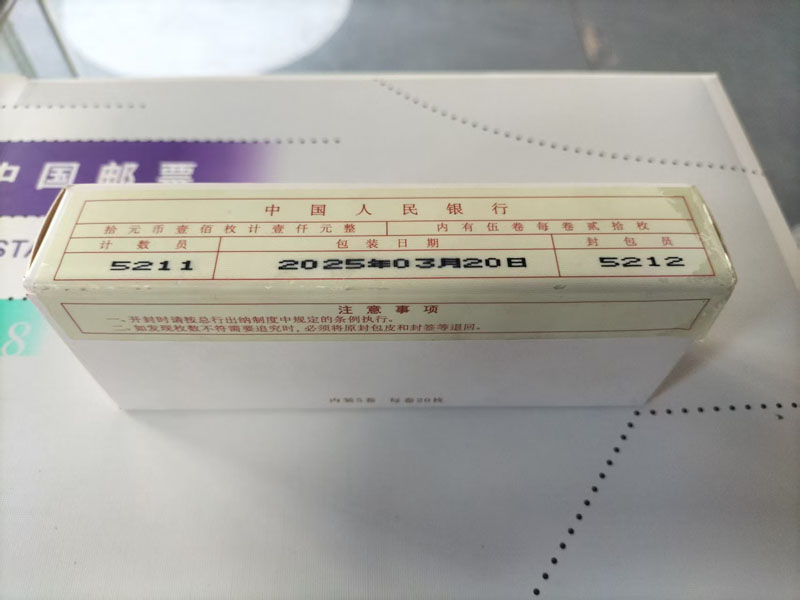 中国邮票
STA
8
中国人民银行
拾元币壹佰枚计壹仟元整 内有伍卷每卷贰拾枚
计数员 包装日期 封包员
5211 2025年03月20日 5212
注意事项
一、开封时请按总行出纳制度中规定的条例执行。
二、如发现枚数不符需要追究时，必须将原封包皮和封签等退回。
内装5卷 每卷20枚